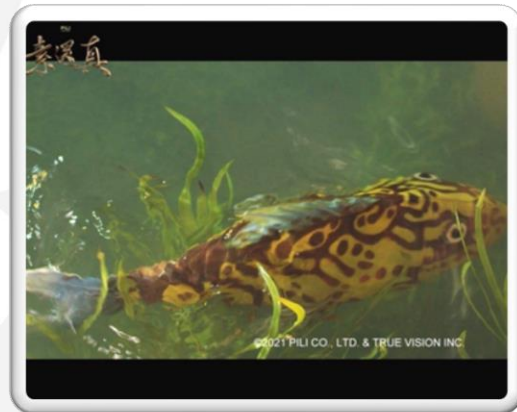 素還真
©2021 PILI CO., LTD. & TRUE VISION INC.